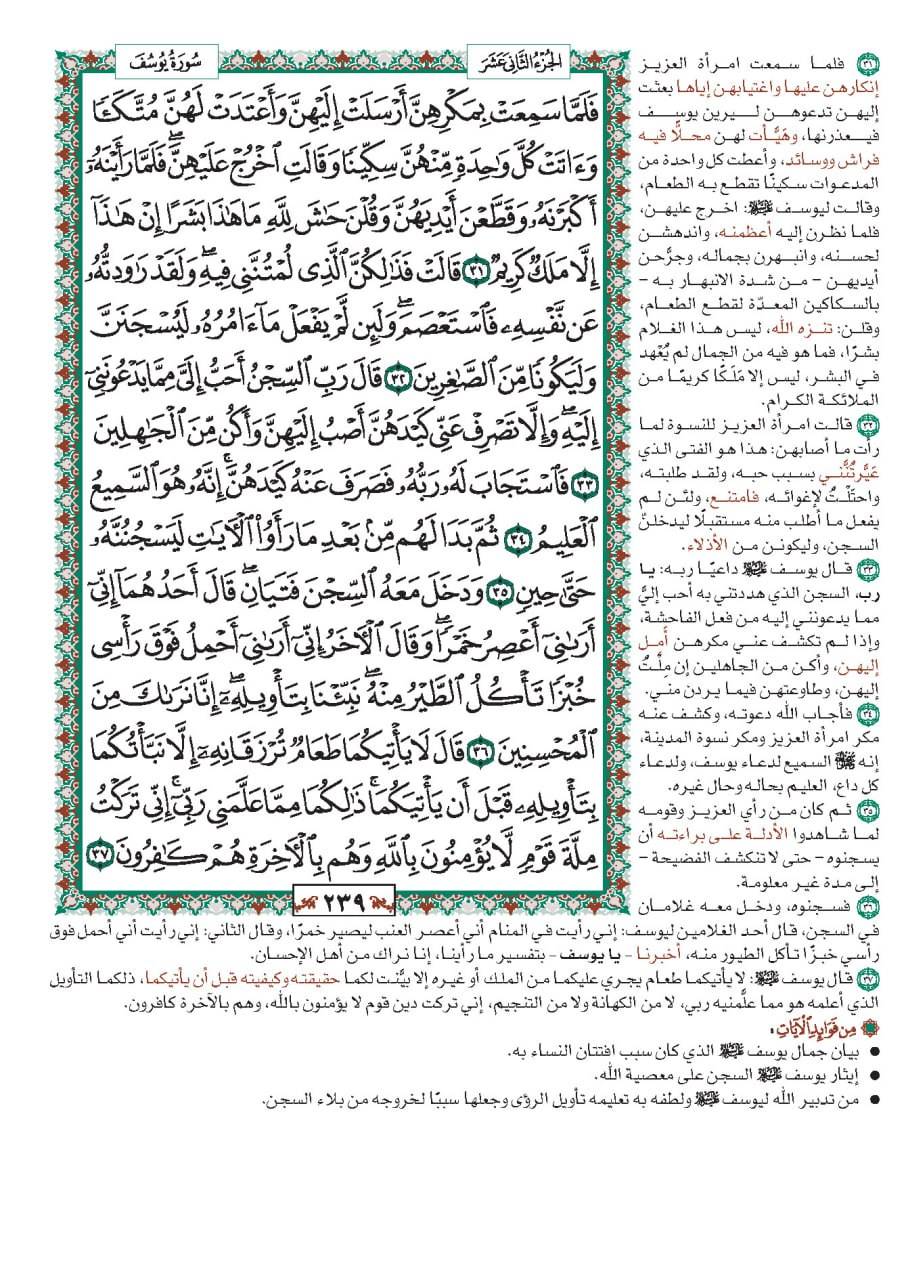 سُورَةُ يُوسُفَ
الجُزْءُ الثَّانِي عَشَرَ
فَلَمَّا سَمِعَتْ بِمَكْرِهِنَّ أَرْسَلَتْ إِلَيْهِنَّ وَأَعْتَدَتْ لَهُنَّ مُتَّكَـًٔا
وَءَاتَتْ كُلَّ وَٰحِدَةٍ مِّنْهُنَّ سِكِّينًا وَقَالَتِ ٱخْرُجْ عَلَيْهِنَّۖ فَلَمَّا رَأَيْنَهُۥٓ
أَكْبَرْنَهُۥ وَقَطَّعْنَ أَيْدِيَهُنَّ وَقُلْنَ حَٰشَ لِلَّهِ مَا هَٰذَا بَشَرًا إِنْ هَٰذَآ
إِلَّا مَلَكٌ كَرِيمٌ ٣١ قَالَتْ فَذَٰلِكُنَّ ٱلَّذِى لُمْتُنَّنِى فِيهِۖ وَلَقَدْ رَٰوَدتُّهُۥ
عَن نَّفْسِهِۦ فَٱسْتَعْصَمَۖ وَلَئِن لَّمْ يَفْعَلْ مَآ ءَامُرُهُۥ لَيُسْجَنَنَّ
وَلَيَكُونًا مِّنَ ٱلصَّٰغِرِينَ ٣٢ قَالَ رَبِّ ٱلسِّجْنُ أَحَبُّ إِلَىَّ مِمَّا يَدْعُونَنِىٓ
إِلَيْهِۖ وَإِلَّا تَصْرِفْ عَنِّى كَيْدَهُنَّ أَصْبُ إِلَيْهِنَّ وَأَكُن مِّنَ ٱلْجَٰهِلِينَ
٣٣ فَٱسْتَجَابَ لَهُۥ رَبُّهُۥ فَصَرَفَ عَنْهُ كَيْدَهُنَّۚ إِنَّهُۥ هُوَ ٱلسَّمِيعُ
ٱلْعَلِيمُ ٣٤ ثُمَّ بَدَا لَهُم مِّنۢ بَعْدِ مَا رَأَوُا۟ ٱلْءَايَٰتِ لَيَسْجُنُنَّهُۥ
حَتَّىٰ حِينٍ ٣٥ وَدَخَلَ مَعَهُ ٱلسِّجْنَ فَتَيَانِۖ قَالَ أَحَدُهُمَآ إِنِّىٓ
أَرَىٰنِىٓ أَعْصِرُ خَمْرًاۖ وَقَالَ ٱلْءَاخَرُ إِنِّىٓ أَرَىٰنِىٓ أَحْمِلُ فَوْقَ رَأْسِى
خُبْزًا تَأْكُلُ ٱلطَّيْرُ مِنْهُۖ نَبِّئْنَا بِتَأْوِيلِهِۦٓۖ إِنَّا نَرَىٰكَ مِنَ
ٱلْمُحْسِنِينَ ٣٦ قَالَ لَا يَأْتِيكُمَا طَعَامٌ تُرْزَقَانِهِۦٓ إِلَّا نَبَّأْتُكُمَا
بِتَأْوِيلِهِۦ قَبْلَ أَن يَأْتِيَكُمَاۚ ذَٰلِكُمَا مِمَّا عَلَّمَنِى رَبِّىٓۚ إِنِّى تَرَكْتُ
مِلَّةَ قَوْمٍ لَّا يُؤْمِنُونَ بِٱللَّهِ وَهُم بِٱلْءَاخِرَةِ هُمْ كَٰفِرُونَ ٣٧
٢٣٩
٣١ فلما سمعت امرأة العزيز
إنكارهن عليها واغتيابهن إياها بعثت
إليهن تدعوهن ليرين يوسف
فيعذرنها، وهَيَّأت لهن محلًّا فيه
فراش ووسائد، وأعطت كل واحدة من
المدعوات سكينًا تقطع به الطعام،
وقالت ليوسف ﷺ: اخرج عليهن،
فلما نظرن إليه أعظمنه، واندهشن
لحسنه، وانبهرن بجماله، وجرَّحن
أيديهن - من شدة الانبهار به -
بالسكاكين المعدّة لقطع الطعام،
وقلن: تنزه الله، ليس هذا الغلام
بشرًا، فما هو فيه من الجمال لم يُعْهد
في البشر، ليس إلا مَلَكًا كريمًا من
الملائكة الكرام.
٣٢ قالت امرأة العزيز للنسوة لما
رأت ما أصابهن: هذا هو الفتى الذي
عَيَّرتُنَّني بسبب حبه، ولقد طلبته،
واحتَلْتُ لإغوائه، فامتنع، ولئن لم
يفعل ما أطلب منه مستقبلًا ليدخلنّ
السجن، وليكونن من الأذلاء.
٣٣ قال يوسف ﷺ داعيًا ربه: يا
رب، السجن الذي هددتني به أحب إليَّ
مما يدعونني إليه من فعل الفاحشة،
وإذا لم تكشف عني مكرهن أَمِل
إليهن، وأكن من الجاهلين إن مِلْتُ
إليهن، وطاوعتهن فيما يردن مني.
٣٤ فأجاب الله دعوته، وكشف عنه
مكر امرأة العزيز ومكر نسوة المدينة،
إنه ﷻ السميع لدعاء يوسف، ولدعاء
كل داع، العليم بحاله وحال غيره.
٣٥ ثم كان من رأي العزيز وقومه
لما شاهدوا الأدلة على براءته أن
يسجنوه - حتى لا تنكشف الفضيحة -
إلى مدة غير معلومة.
٣٦ فسجنوه، ودخل معه غلامان
في السجن، قال أحد الغلامين ليوسف: إني رأيت في المنام أني أعصر العنب ليصير خمرًا، وقال الثاني: إني رأيت أني أحمل فوق
رأسي خبزًا تأكل الطيور منه، أخبرنا - يا يوسف - بتفسير ما رأينا، إنا نراك من أهل الإحسان.
٣٧ قال يوسف ﷺ: لا يأتيكما طعام يجري عليكما من الملك أو غيره إلا بيَّنت لكما حقيقته وكيفيته قبل أن يأتيكما، ذلكما التأويل
الذي أعلمه هو مما علَّمنيه ربي، لا من الكهانة ولا من التنجيم، إني تركت دين قوم لا يؤمنون بالله، وهم بالآخرة كافرون.
مِن فَوَائِدِ الْآيَاتِ:
● بيان جمال يوسف ﷺ الذي كان سبب افتتان النساء به.
● إيثار يوسف ﷺ السجن على معصية الله.
● من تدبير الله ليوسف ﷺ ولطفه به تعليمه تأويل الرؤى وجعلها سببًا لخروجه من بلاء السجن.